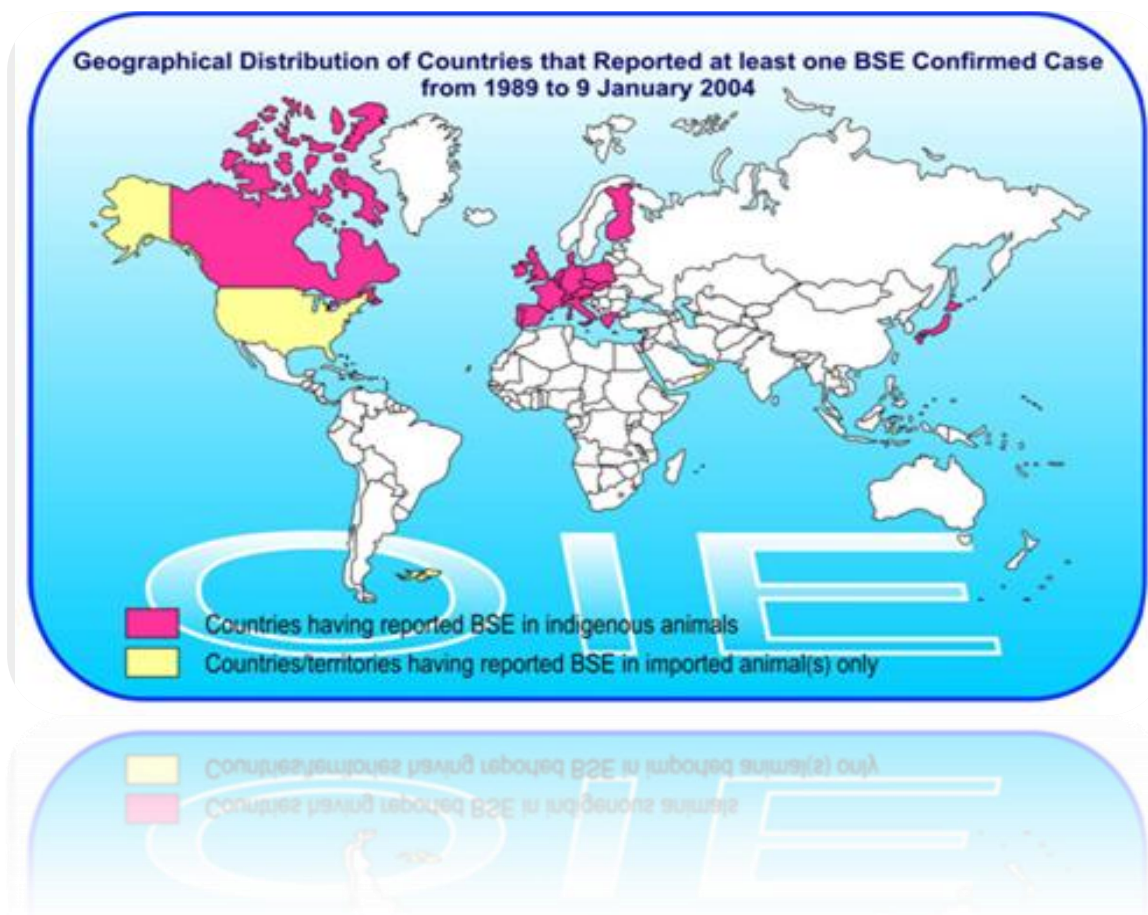 Geographical Distribution of Countries that Reported at least one BSE Confirmed Case
from 1989 to 9 January 2004
OIE
Countries having reported BSE in indigenous animals
Countries/territories having reported BSE in imported animal(s) only